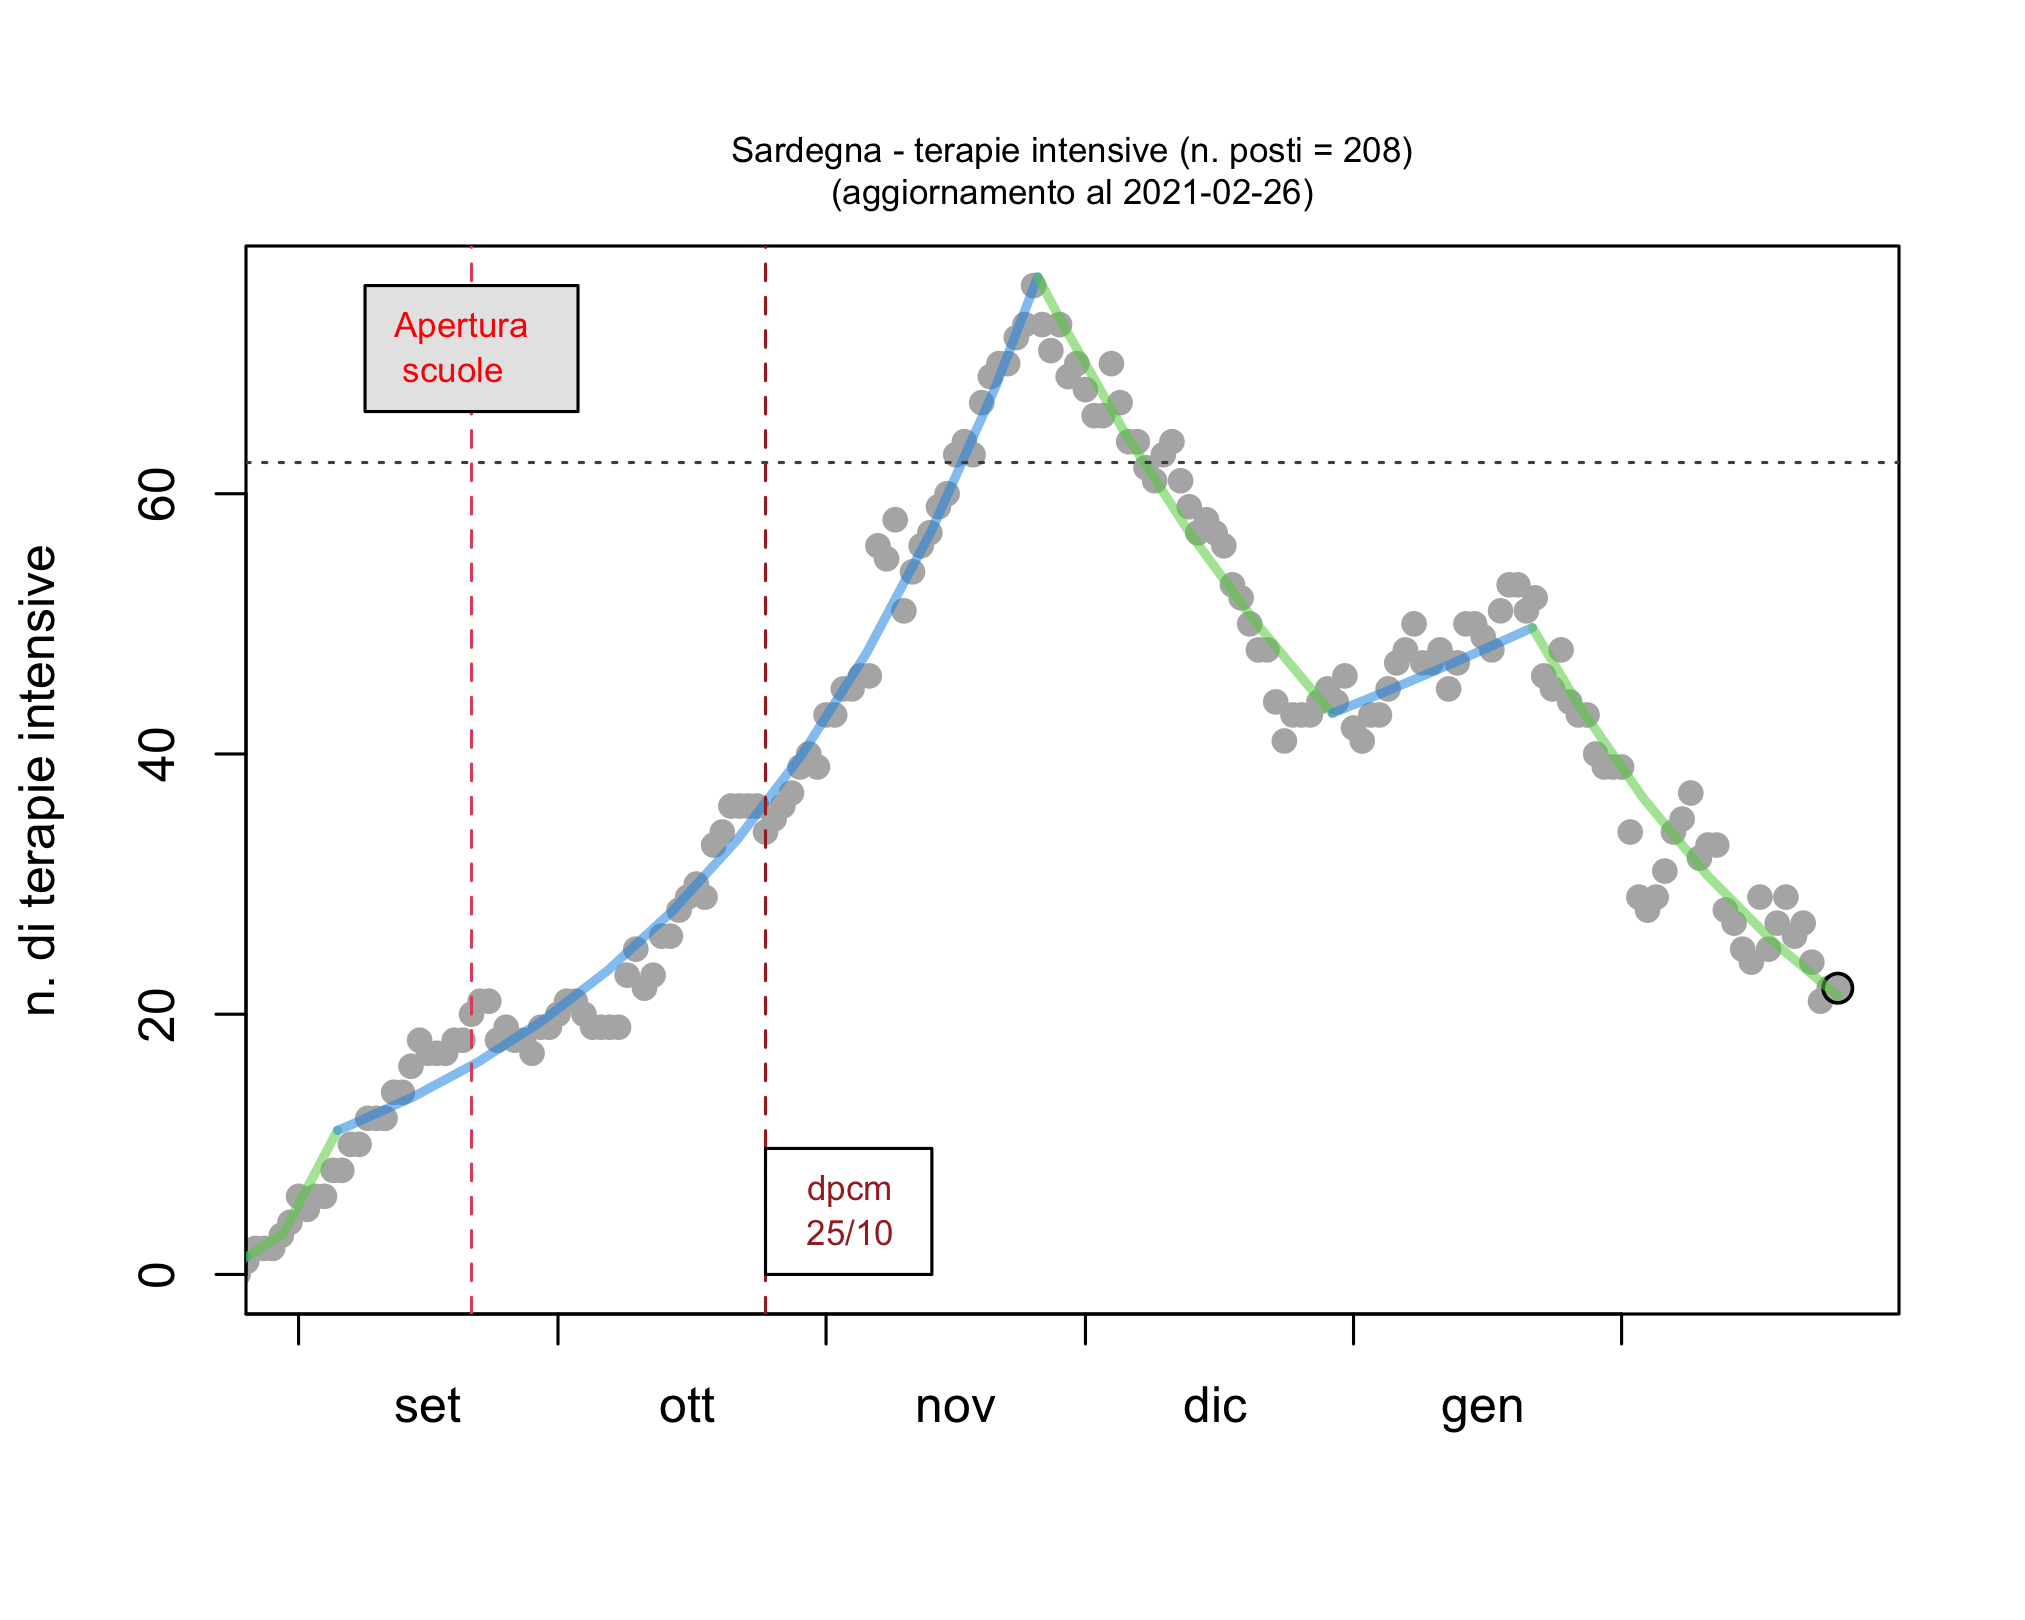 Sardegna - terapie intensive (n. posti = 208)
(aggiornamento al 2021-02-26)
Apertura
scuole
n. di terapie intensive
60
40
20
0
dpcm
25/10
set ott nov dic gen